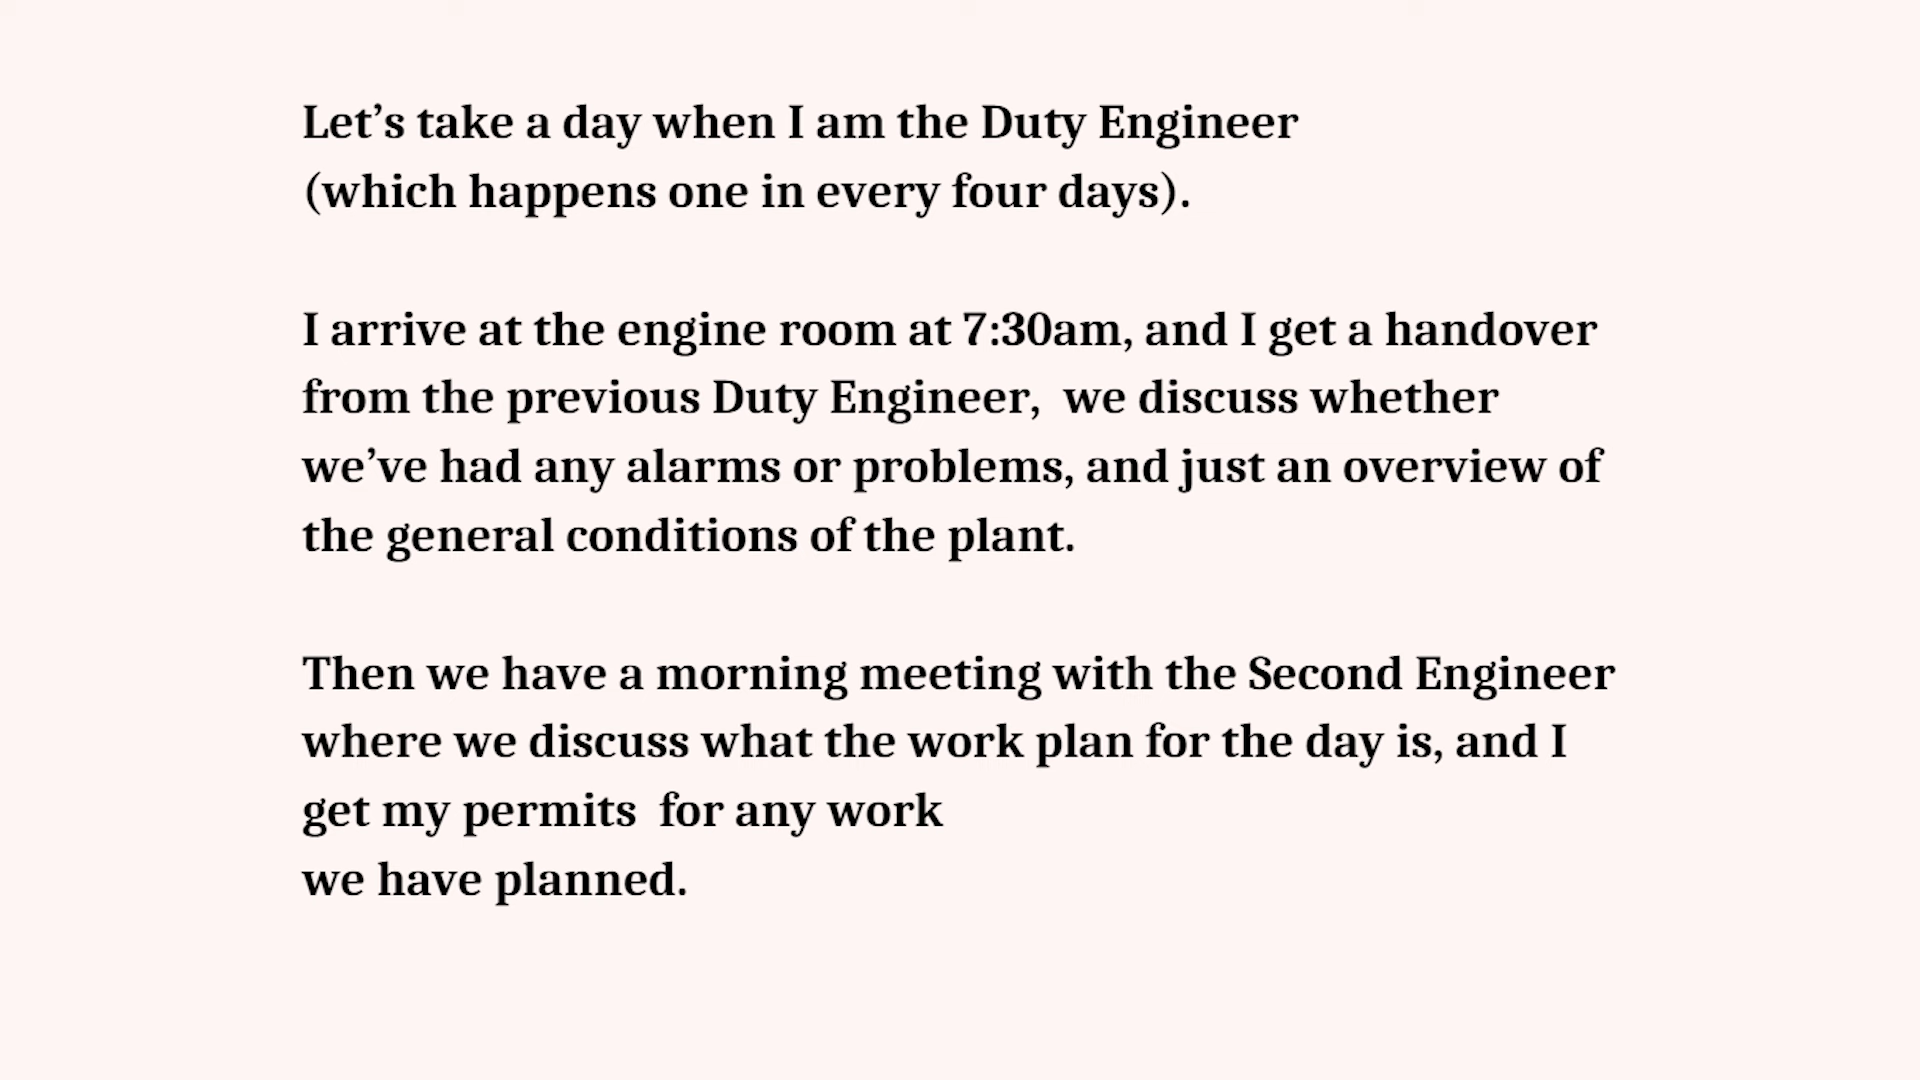 Let’s take a day when I am the Duty Engineer
(which happens one in every four days).
I arrive at the engine room at 7:30am, and I get a handover
from the previous Duty Engineer,  we discuss whether
we’ve had any alarms or problems, and just an overview of
the general conditions of the plant.
Then we have a morning meeting with the Second Engineer
where we discuss what the work plan for the day is, and I
get my permits  for any work
we have planned.